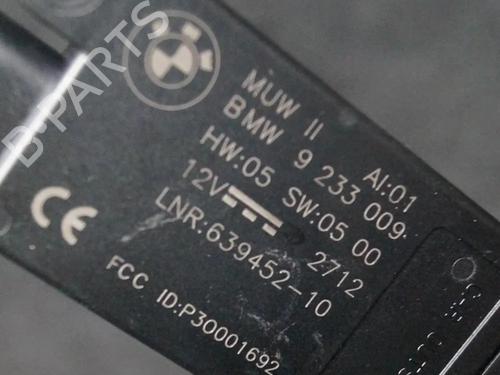 MUW II AI:01
BMW 9 233 009.
HW:05 SW:05 00
12V 2712
LNR:639452-10
CE
FCC ID:P30001692
B-PARTS